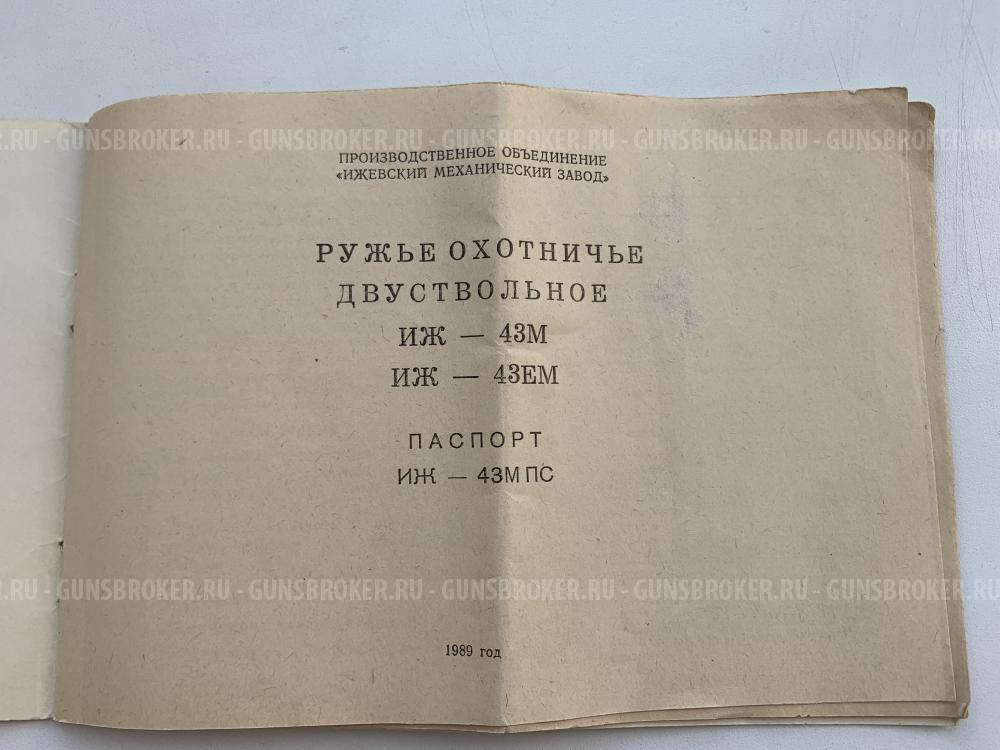 .RU - GUNSBROKER.RU - GUNSBROKER.RU - GUNSBROKER.RU - GUNSBROKER.RU - GUNSBROKER.RU -
ПРОИЗВОДСТВЕННОЕ ОБЪЕДИНЕНИЕ
«ИЖЕВСКИЙ МЕХАНИЧЕСКИЙ ЗАВОД»
РУЖЬЕ ОХОТНИЧЬЕ
ДВУСТВОЛЬНОЕ
ИЖ — 43М
ИЖ — 43ЕМ
ПАСПОРТ
ИЖ — 43М ПС
.RU - GUNSBROKER.RU - GUNSBROKER.RU - GUNSBROKER.RU - GUNSBROKER.RU - GUNSBROKER.RU -
1989 год